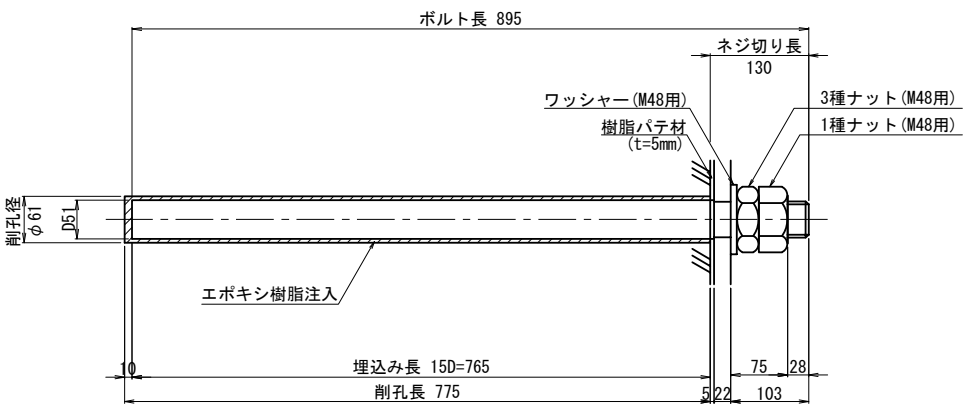 ボルト長 895
ネジ切り長
130
ワッシャー(M48用)
3種ナット(M48用)
樹脂パテ材
(t=5mm)
1種ナット(M48用)
削孔径
φ61
D51
エポキシ樹脂注入
10
埋込み長 15D=765
75
28
削孔長 775
5
22
103